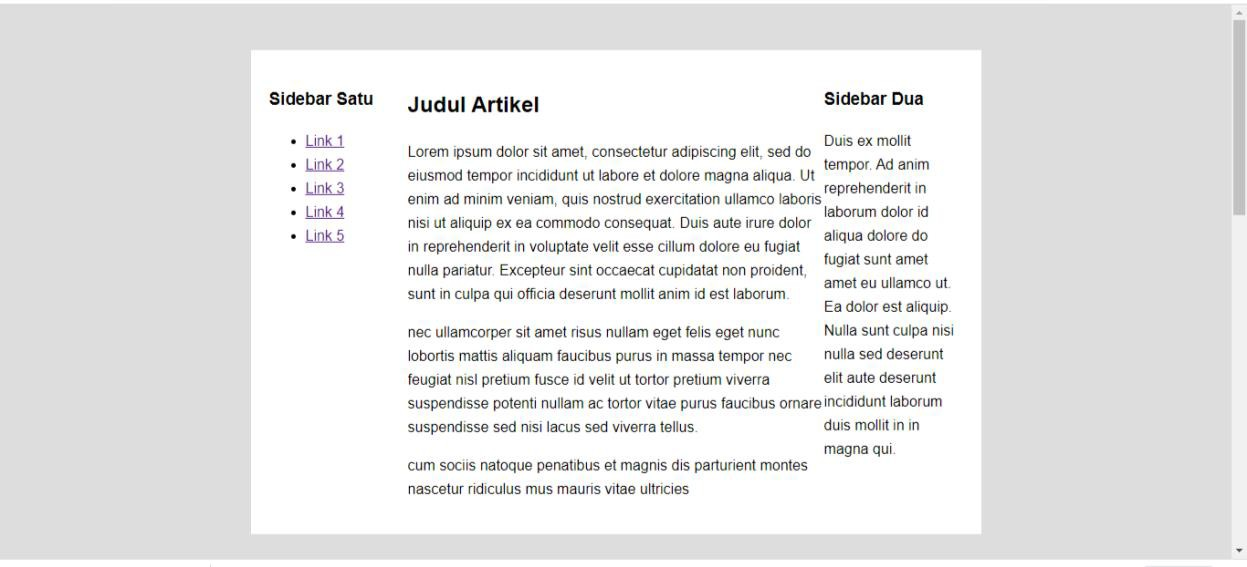 Sidebar Satu
Link 1
Link 2
Link 3
Link 4
Link 5
Judul Artikel
Lorem ipsum dolor sit amet, consectetur adipiscing elit, sed do
eiusmod tempor incididunt ut labore et dolore magna aliqua. Ut
enim ad minim veniam, quis nostrud exercitation ullamco laboris
nisi ut aliquip ex ea commodo consequat. Duis aute irure dolor
in reprehenderit in voluptate velit esse cillum dolore eu fugiat
nulla pariatur. Excepteur sint occaecat cupidatat non proident,
sunt in culpa qui officia deserunt mollit anim id est laborum.
nec ullamcorper sit amet risus nullam eget felis eget nunc
lobortis mattis aliquam faucibus purus in massa tempor nec
feugiat nisl pretium fusce id velit ut tortor pretium viverra
suspendisse potenti nullam ac tortor vitae purus faucibus ornare
suspendisse sed nisi lacus sed viverra tellus.
cum sociis natoque penatibus et magnis dis parturient montes
nascetur ridiculus mus mauris vitae ultricies
Sidebar Dua
Duis ex mollit
tempor. Ad anim
reprehenderit in
laborum dolor id
aliqua dolore do
fugiat sunt amet
amet eu ullamco ut.
Ea dolor est aliquip.
Nulla sunt culpa nisi
nulla sed deserunt
elit aute deserunt
incididunt laborum
duis mollit in in
magna qui.